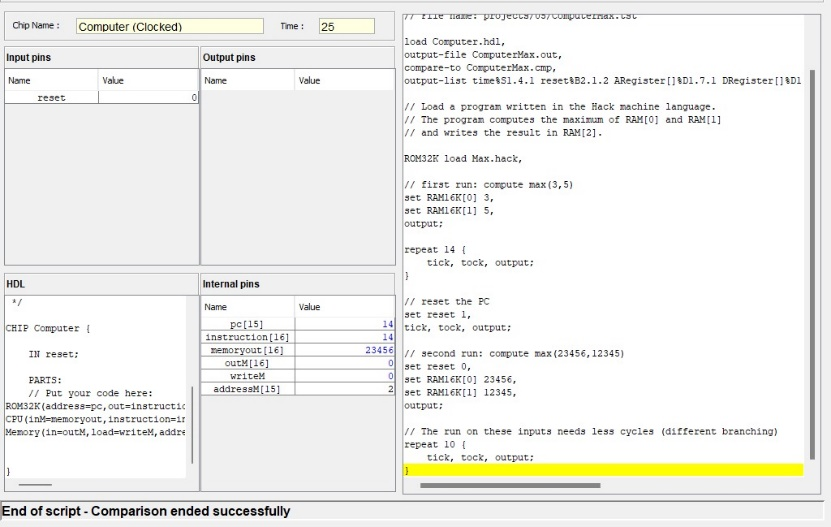 Chip Name : Computer (Clocked) Time : 25
Input pins
Name Value
reset 0
Output pins
Name Value
HDL
*/
CHIP Computer {
IN reset;
PARTS:
// Put your code here:
ROM32K(address=pc,out=instructio
CPU(inM=memoryout,instruction=in
Memory(in=outM,load=writeM,addre
}
Internal pins
Name Value
pc[15] 14
instruction[16] 14
memoryout[16] 23456
outM[16] 0
writeM 0
addressM[15] 2
// File name: projects/05/ComputerMax.tst
load Computer.hdl,
output-file ComputerMax.out,
compare-to ComputerMax.cmp,
output-list time%S1.4.1 reset%B2.1.2 ARegister[]%D1.7.1 DRegister[]%D1
// Load a program written in the Hack machine language.
// The program computes the maximum of RAM[0] and RAM[1]
// and writes the result in RAM[2].
ROM32K load Max.hack,
// first run: compute max(3,5)
set RAM16K[0] 3,
set RAM16K[1] 5,
output;
repeat 14 {
tick, tock, output;
}
// reset the PC
set reset 1,
tick, tock, output;
// second run: compute max(23456,12345)
set reset 0,
set RAM16K[0] 23456,
set RAM16K[1] 12345,
output;
// The run on these inputs needs less cycles (different branching)
repeat 10 {
tick, tock, output;
}
End of script - Comparison ended successfully